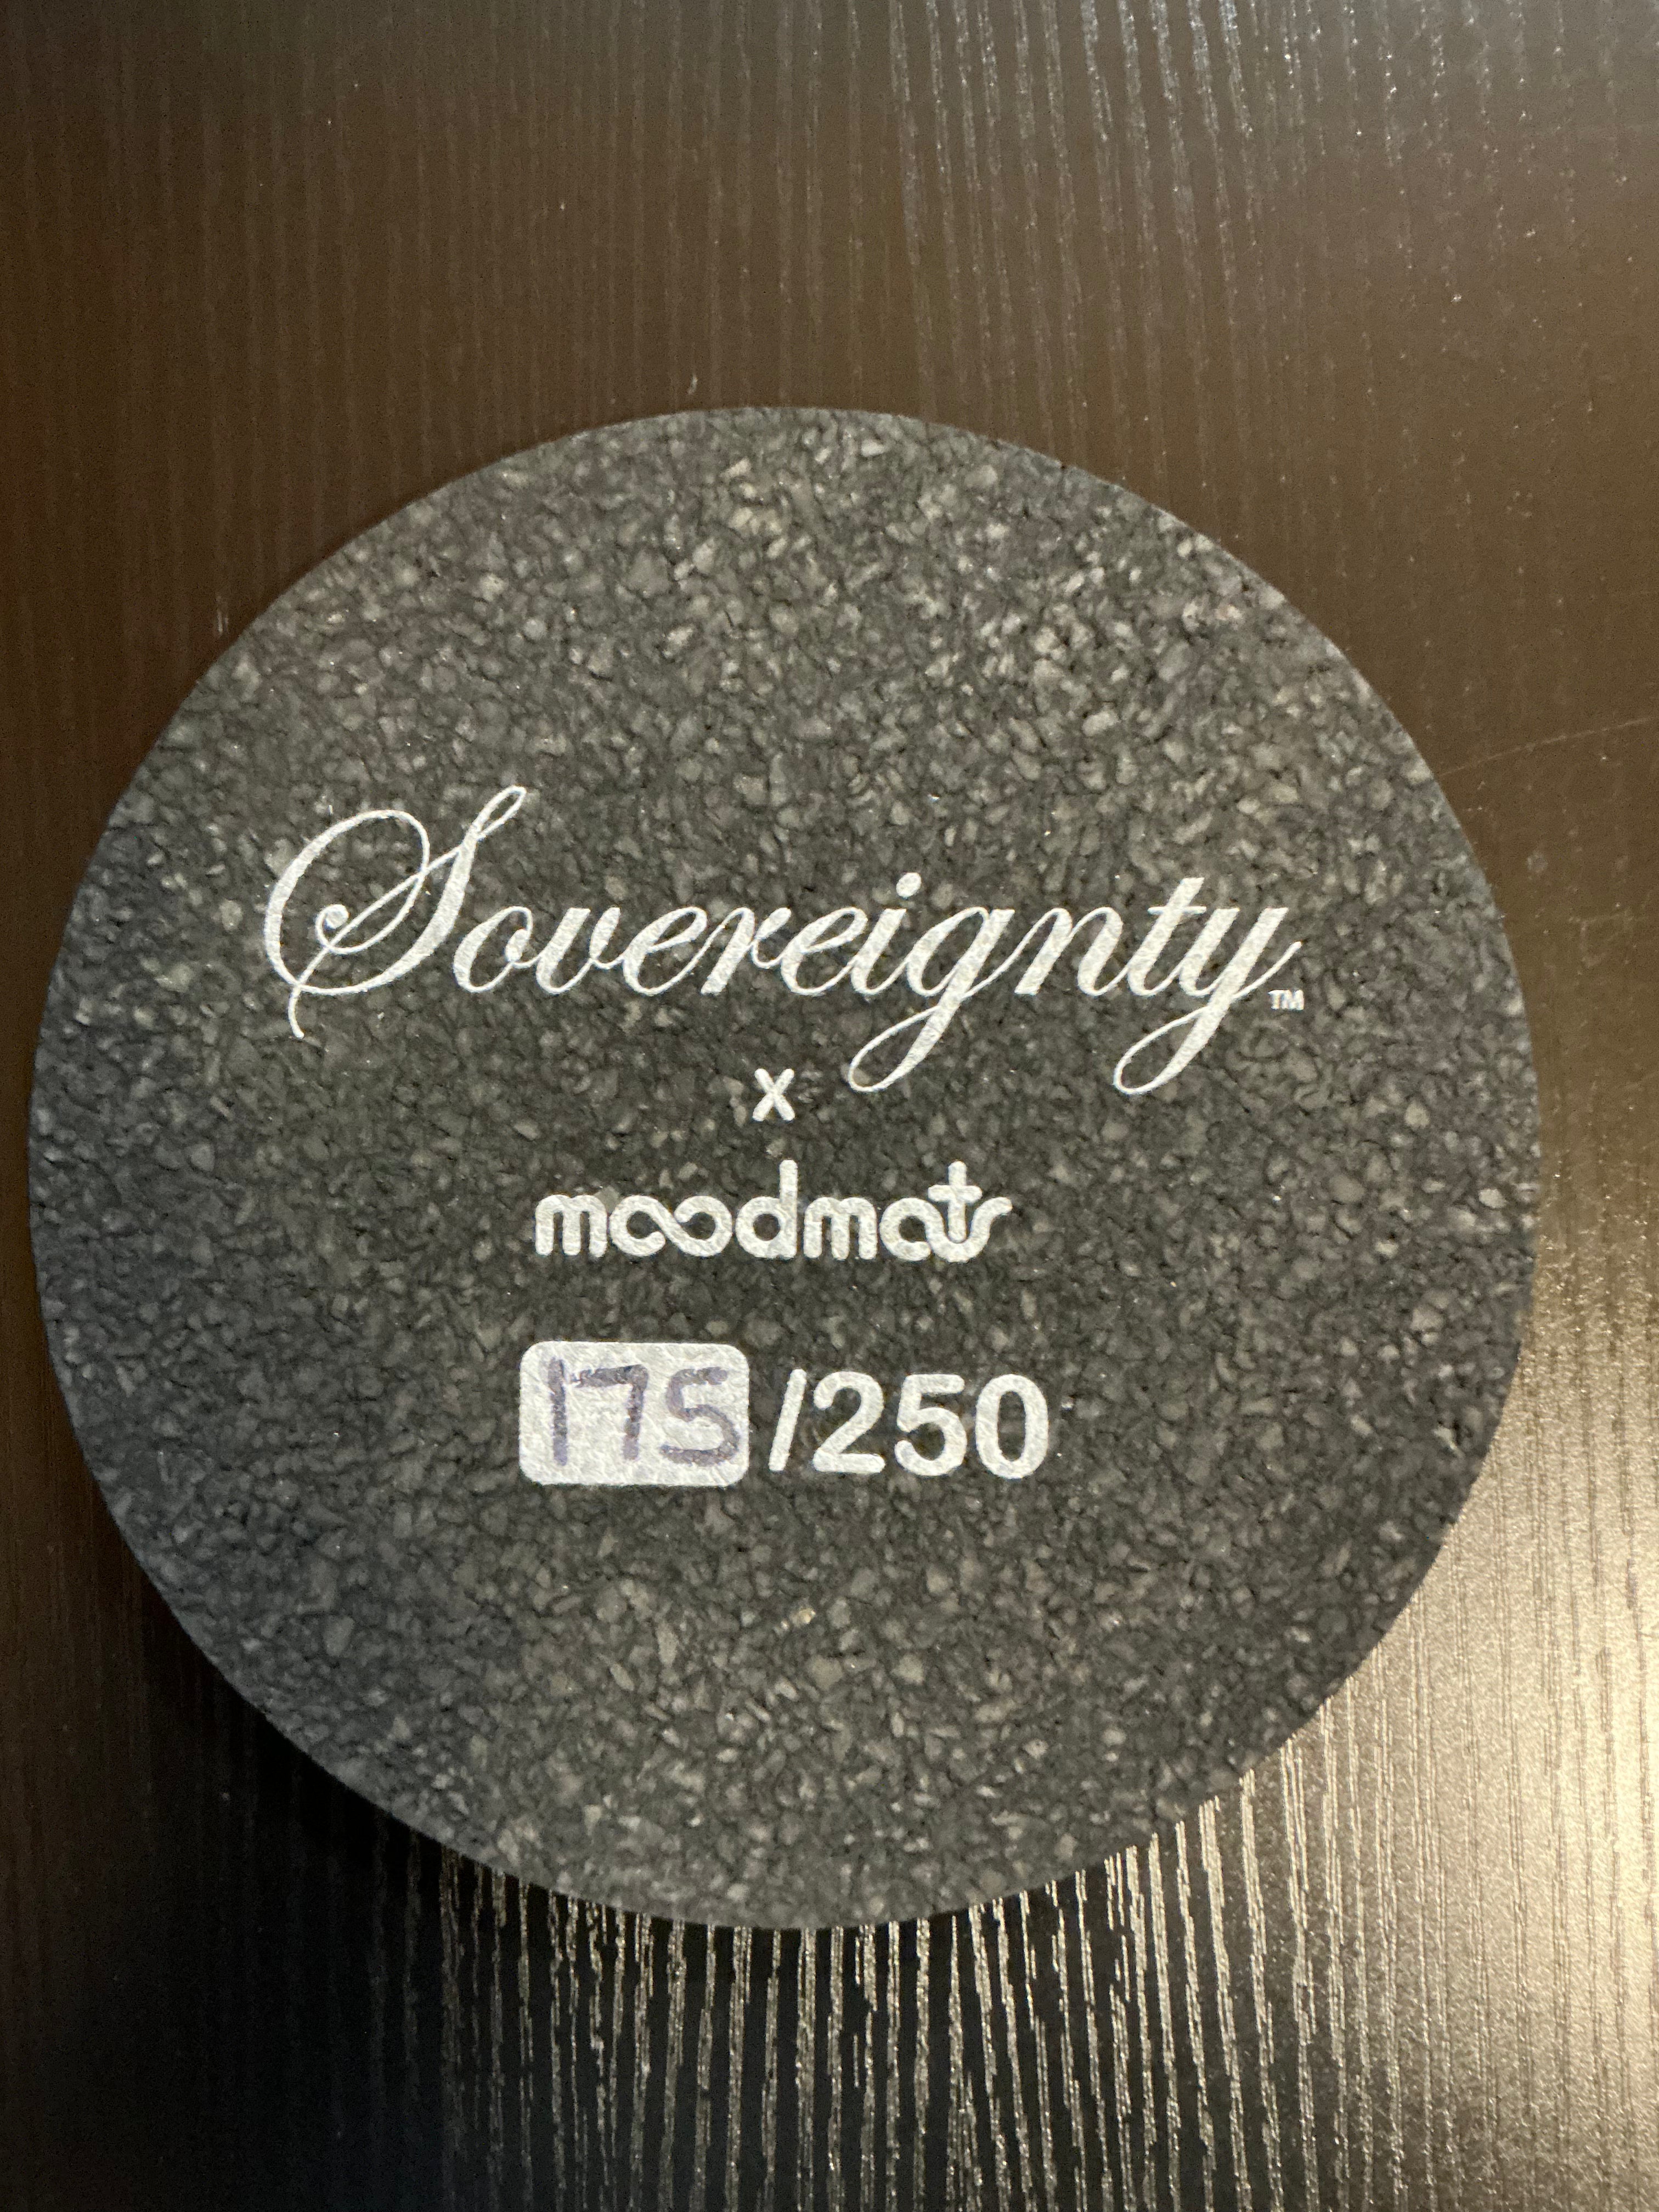 Sovereignty™
x
moodmats
175 /250